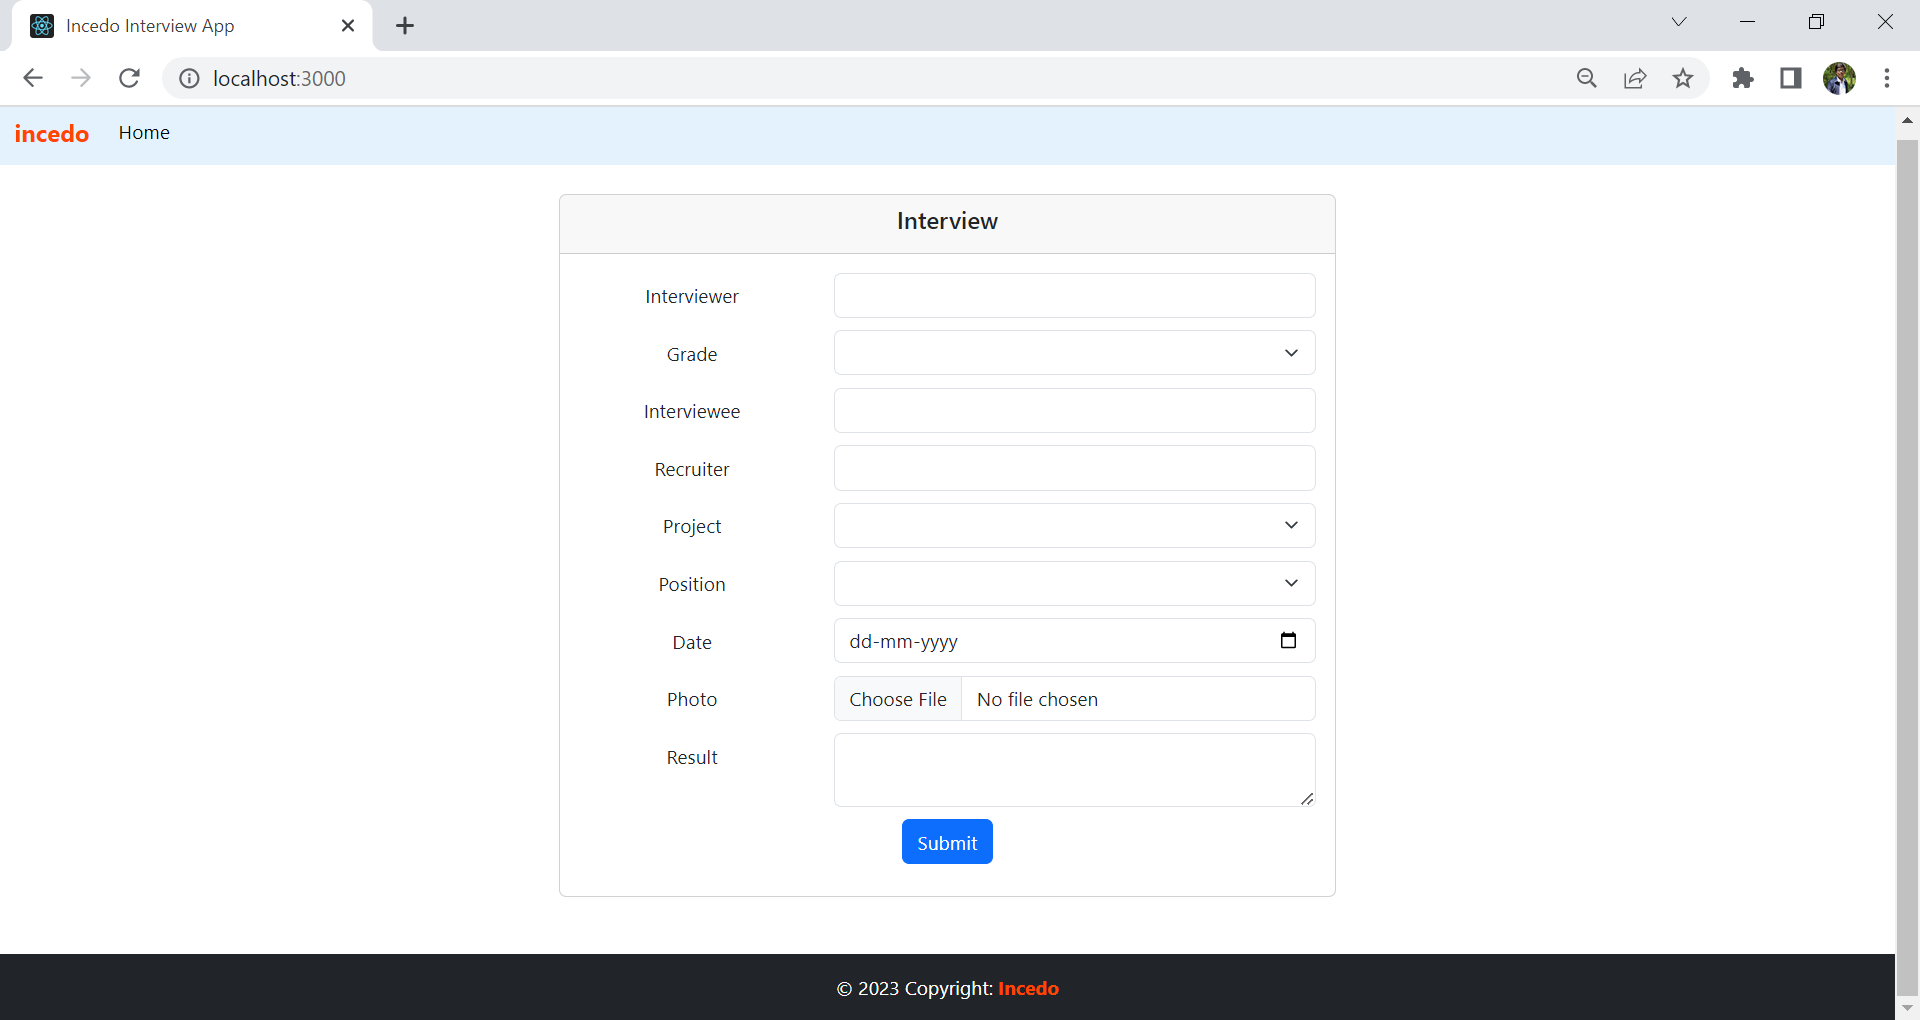 Incedo Interview App
localhost:3000
incedo Home
Interview
Interviewer
Grade
Interviewee
Recruiter
Project
Position
Date dd-mm-yyyy
Photo Choose File No file chosen
Result
Submit
© 2023 Copyright: Incedo